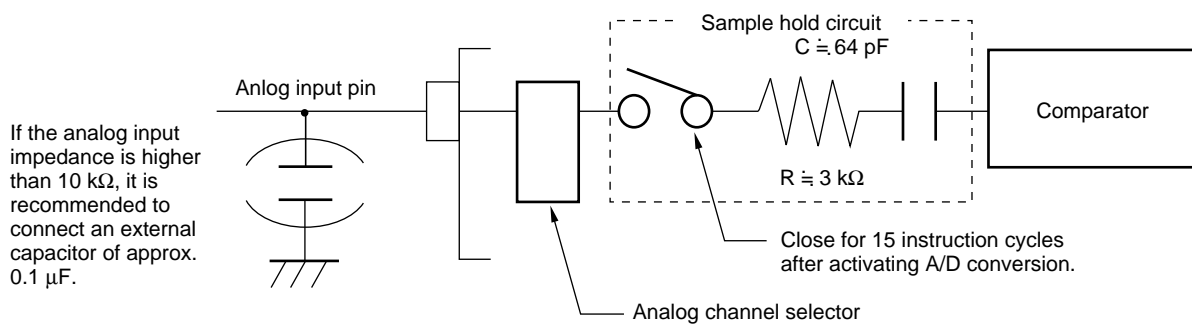 Sample hold circuit
C ≒ 64 pF
Anlog input pin
Comparator
If the analog input
impedance is higher
than 10 kΩ, it is
recommended to
connect an external
capacitor of approx.
0.1 µF.
R ≒ 3 kΩ
Close for 15 instruction cycles
after activating A/D conversion.
Analog channel selector